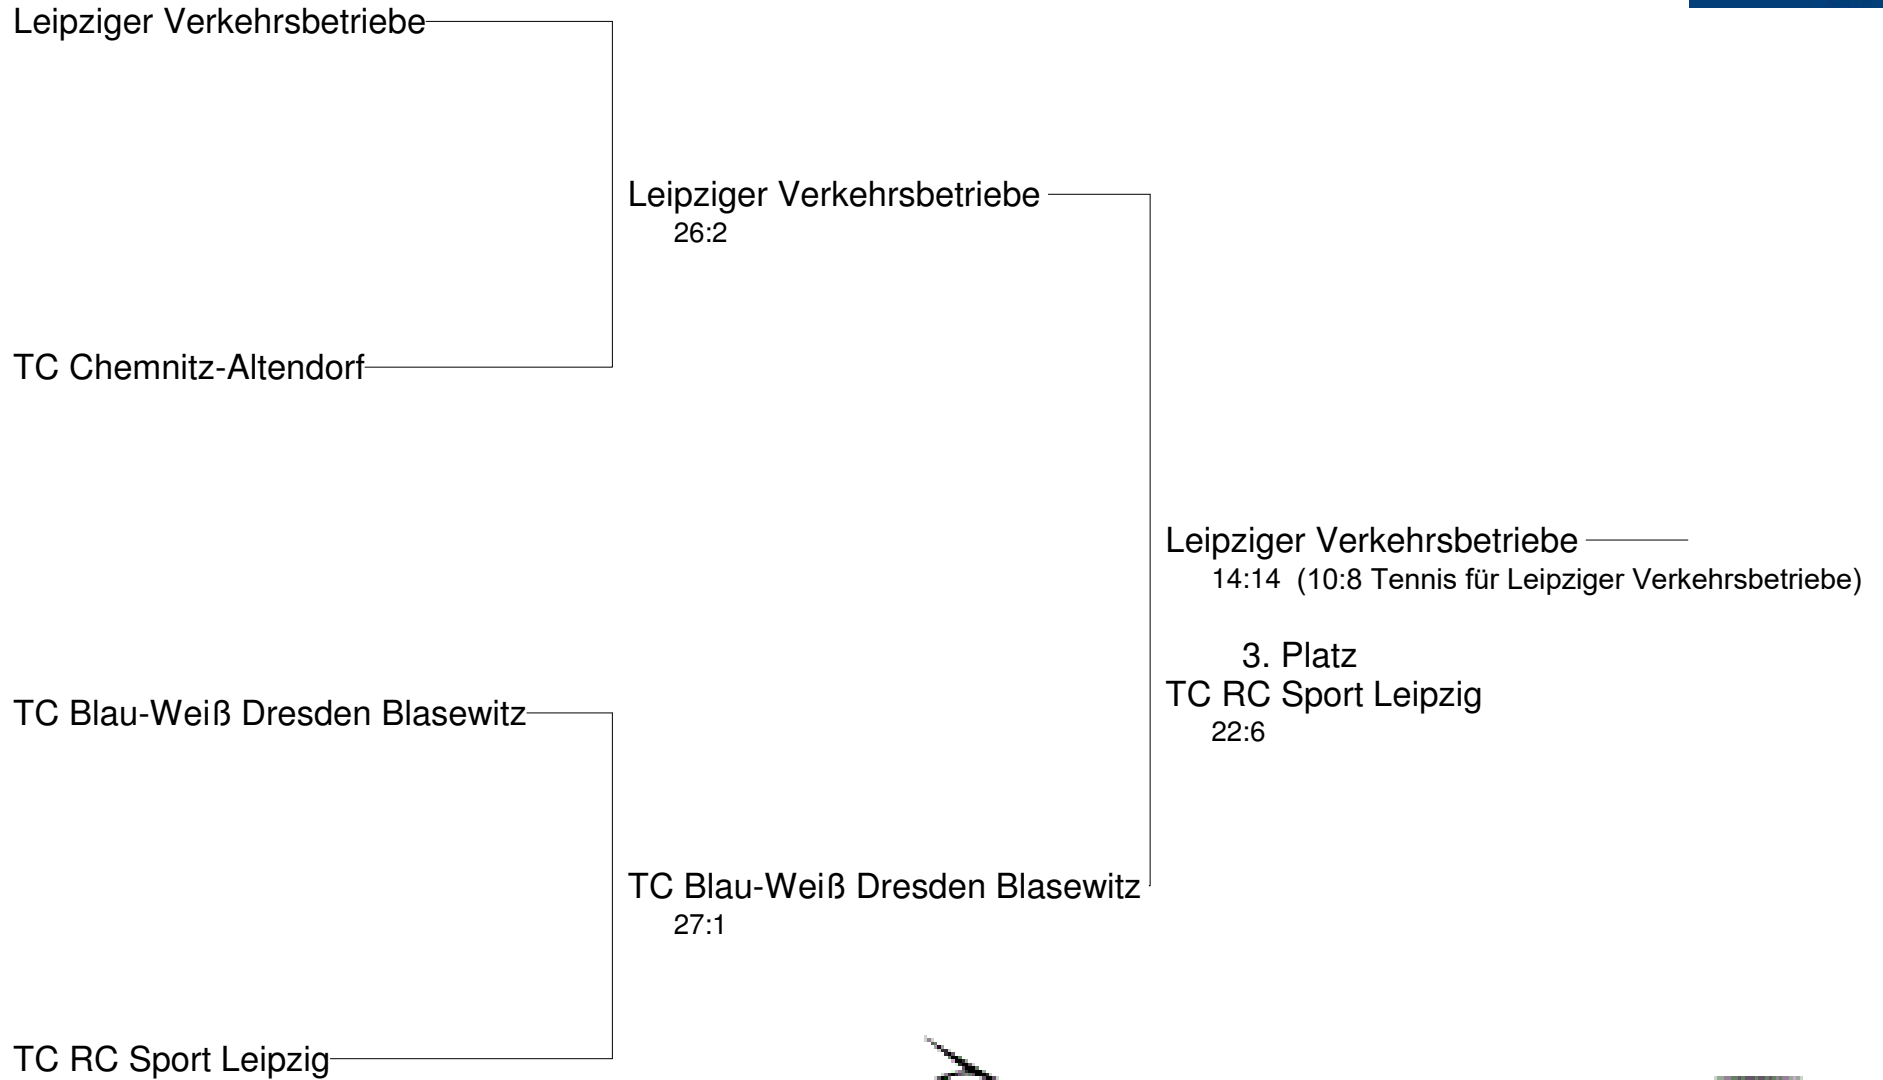 Leipziger Verkehrsbetriebe
Leipziger Verkehrsbetriebe
26:2
TC Chemnitz-Altendorf
Leipziger Verkehrsbetriebe
14:14 (10:8 Tennis für Leipziger Verkehrsbetriebe)
3. Platz
TC RC Sport Leipzig
22:6
TC Blau-Weiß Dresden Blasewitz
TC Blau-Weiß Dresden Blasewitz
27:1
TC RC Sport Leipzig